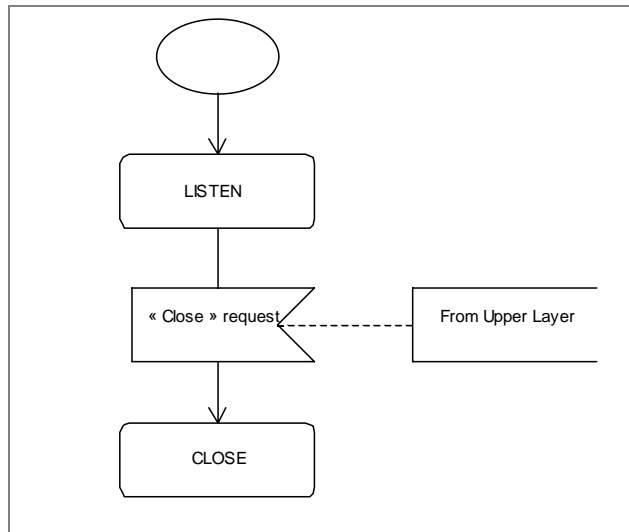 LISTEN
« Close » request
From Upper Layer
CLOSE